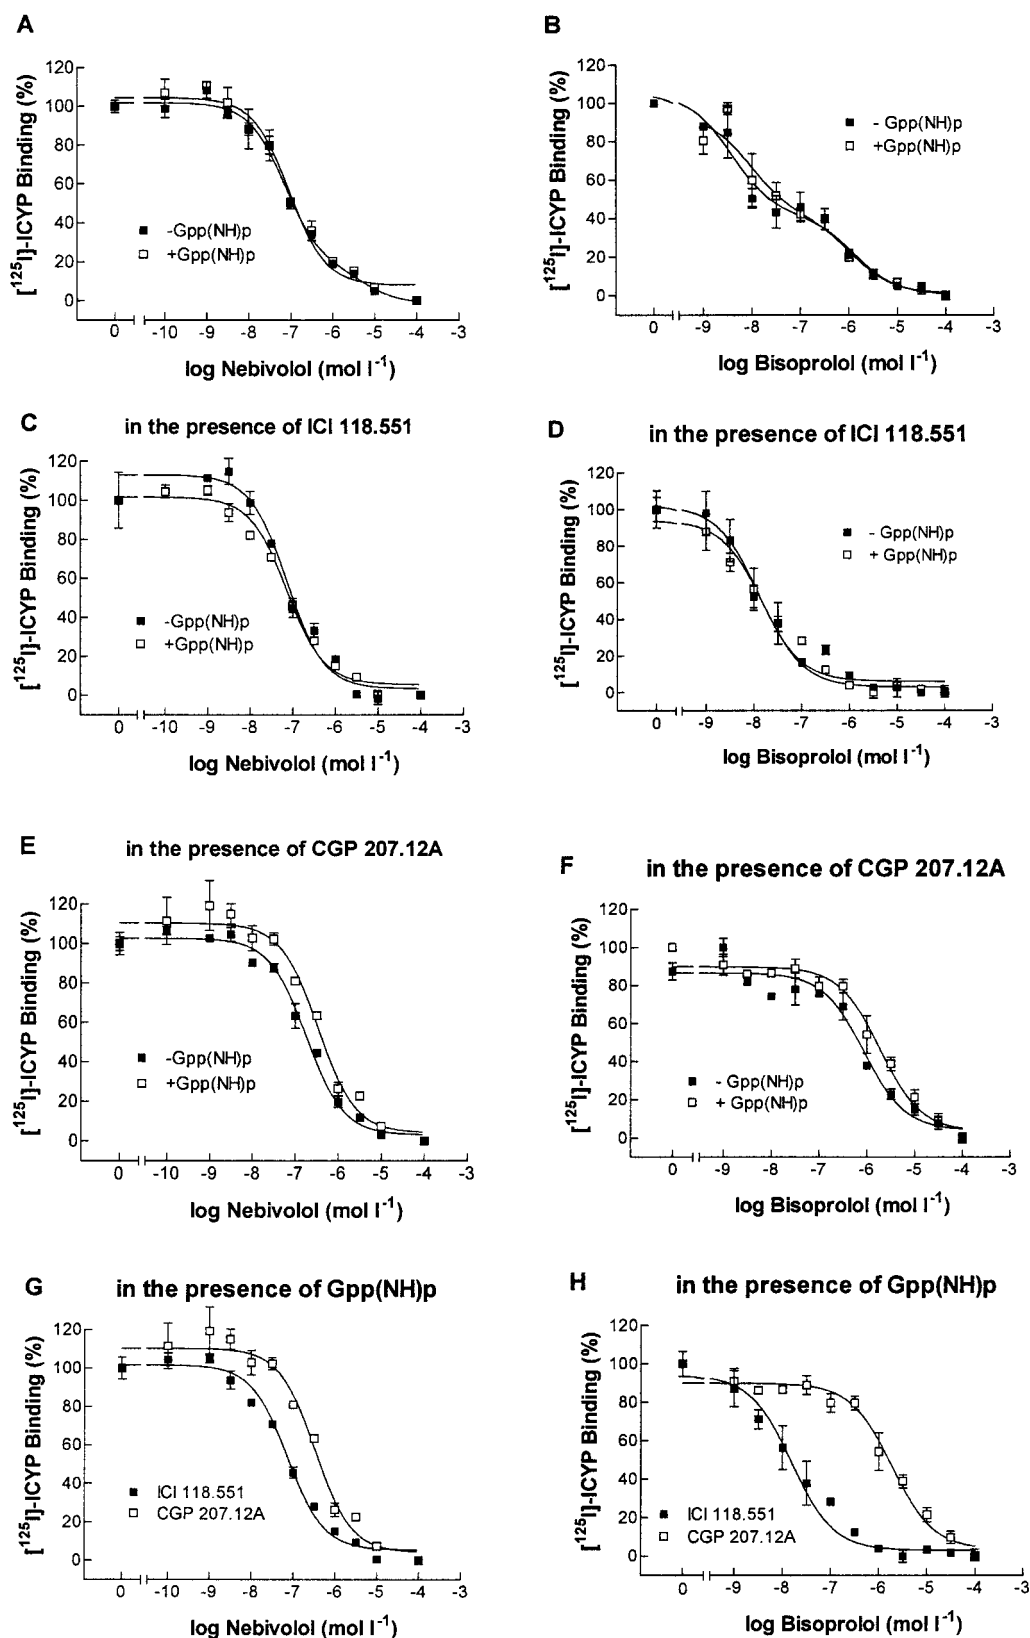 A
120
100
80
60
40
20
0
[125I]-ICYP Binding (%)
-Gpp(NH)p
+Gpp(NH)p
0 -10 -9 -8 -7 -6 -5 -4 -3
log Nebivolol (mol l-1)
B
120
100
80
60
40
20
0
[125I]-ICYP Binding (%)
- Gpp(NH)p
+Gpp(NH)p
0 -9 -8 -7 -6 -5 -4 -3
log Bisoprolol (mol l-1)
C
in the presence of ICI 118.551
120
100
80
60
40
20
0
[125I]-ICYP Binding (%)
-Gpp(NH)p
+Gpp(NH)p
0 -10 -9 -8 -7 -6 -5 -4 -3
log Nebivolol (mol l-1)
D
in the presence of ICI 118.551
120
100
80
60
40
20
0
[125I]-ICYP Binding (%)
- Gpp(NH)p
+ Gpp(NH)p
0 -9 -8 -7 -6 -5 -4 -3
log Bisoprolol (mol l-1)
E
in the presence of CGP 207.12A
120
100
80
60
40
20
0
[125I]-ICYP Binding (%)
-Gpp(NH)p
+Gpp(NH)p
0 -10 -9 -8 -7 -6 -5 -4 -3
log Nebivolol (mol l-1)
F
in the presence of CGP 207.12A
120
100
80
60
40
20
0
[125I]-ICYP Binding (%)
- Gpp(NH)p
+ Gpp(NH)p
0 -9 -8 -7 -6 -5 -4 -3
log Bisoprolol (mol l-1)
G
in the presence of Gpp(NH)p
120
100
80
60
40
20
0
[125I]-ICYP Binding (%)
ICI 118.551
CGP 207.12A
0 -10 -9 -8 -7 -6 -5 -4 -3
log Nebivolol (mol l-1)
H
in the presence of Gpp(NH)p
120
100
80
60
40
20
0
[125I]-ICYP Binding (%)
ICI 118.551
CGP 207.12A
0 -9 -8 -7 -6 -5 -4 -3
log Bisoprolol (mol l-1)